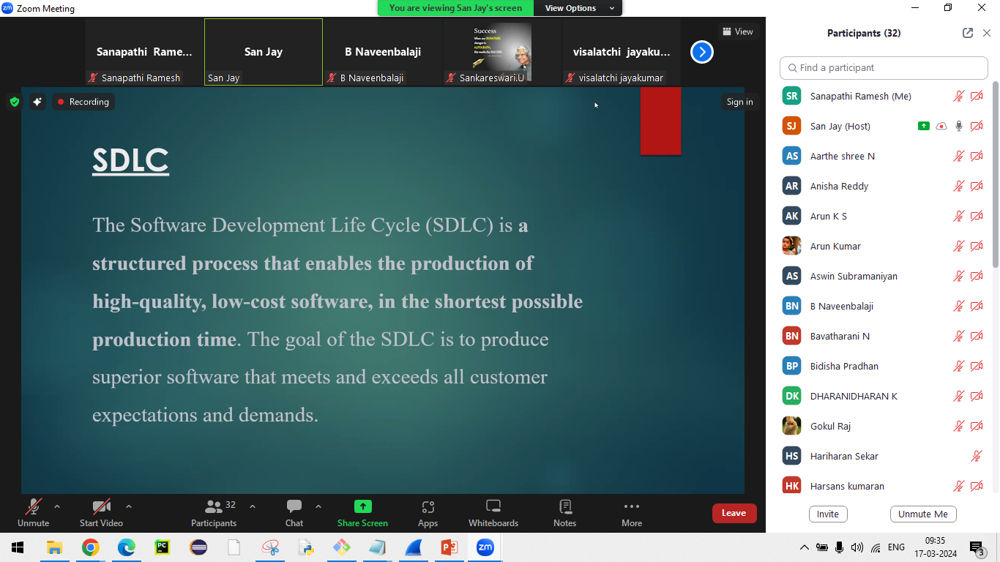 Zoom Meeting
You are viewing San Jay's screen
View Options
Sanapathi Rame...
San Jay
B Naveenbalaji
Success
visalatchi jayaku...
View
Sanapathi Ramesh
San Jay
B Naveenbalaji
Sankareswari.U
visalatchi jayakumar
Recording
Sign in
SDLC
The Software Development Life Cycle (SDLC) is a
structured process that enables the production of
high-quality, low-cost software, in the shortest possible
production time. The goal of the SDLC is to produce
superior software that meets and exceeds all customer
expectations and demands.
Participants (32)
Find a participant
SR Sanapathi Ramesh (Me)
SJ San Jay (Host)
AS Aarthe shree N
AR Anisha Reddy
AK Arun K S
Arun Kumar
AS Aswin Subramaniyan
BN B Naveenbalaji
BN Bavatharani N
BP Bidisha Pradhan
DK DHARANIDHARAN K
Gokul Raj
HS Hariharan Sekar
HK Harsans kumaran
Invite
Unmute Me
Unmute
Start Video
32
Participants
Chat
Share Screen
Apps
Whiteboards
Notes
More
Leave
PC
zm
ENG
09:35
17-03-2024
3